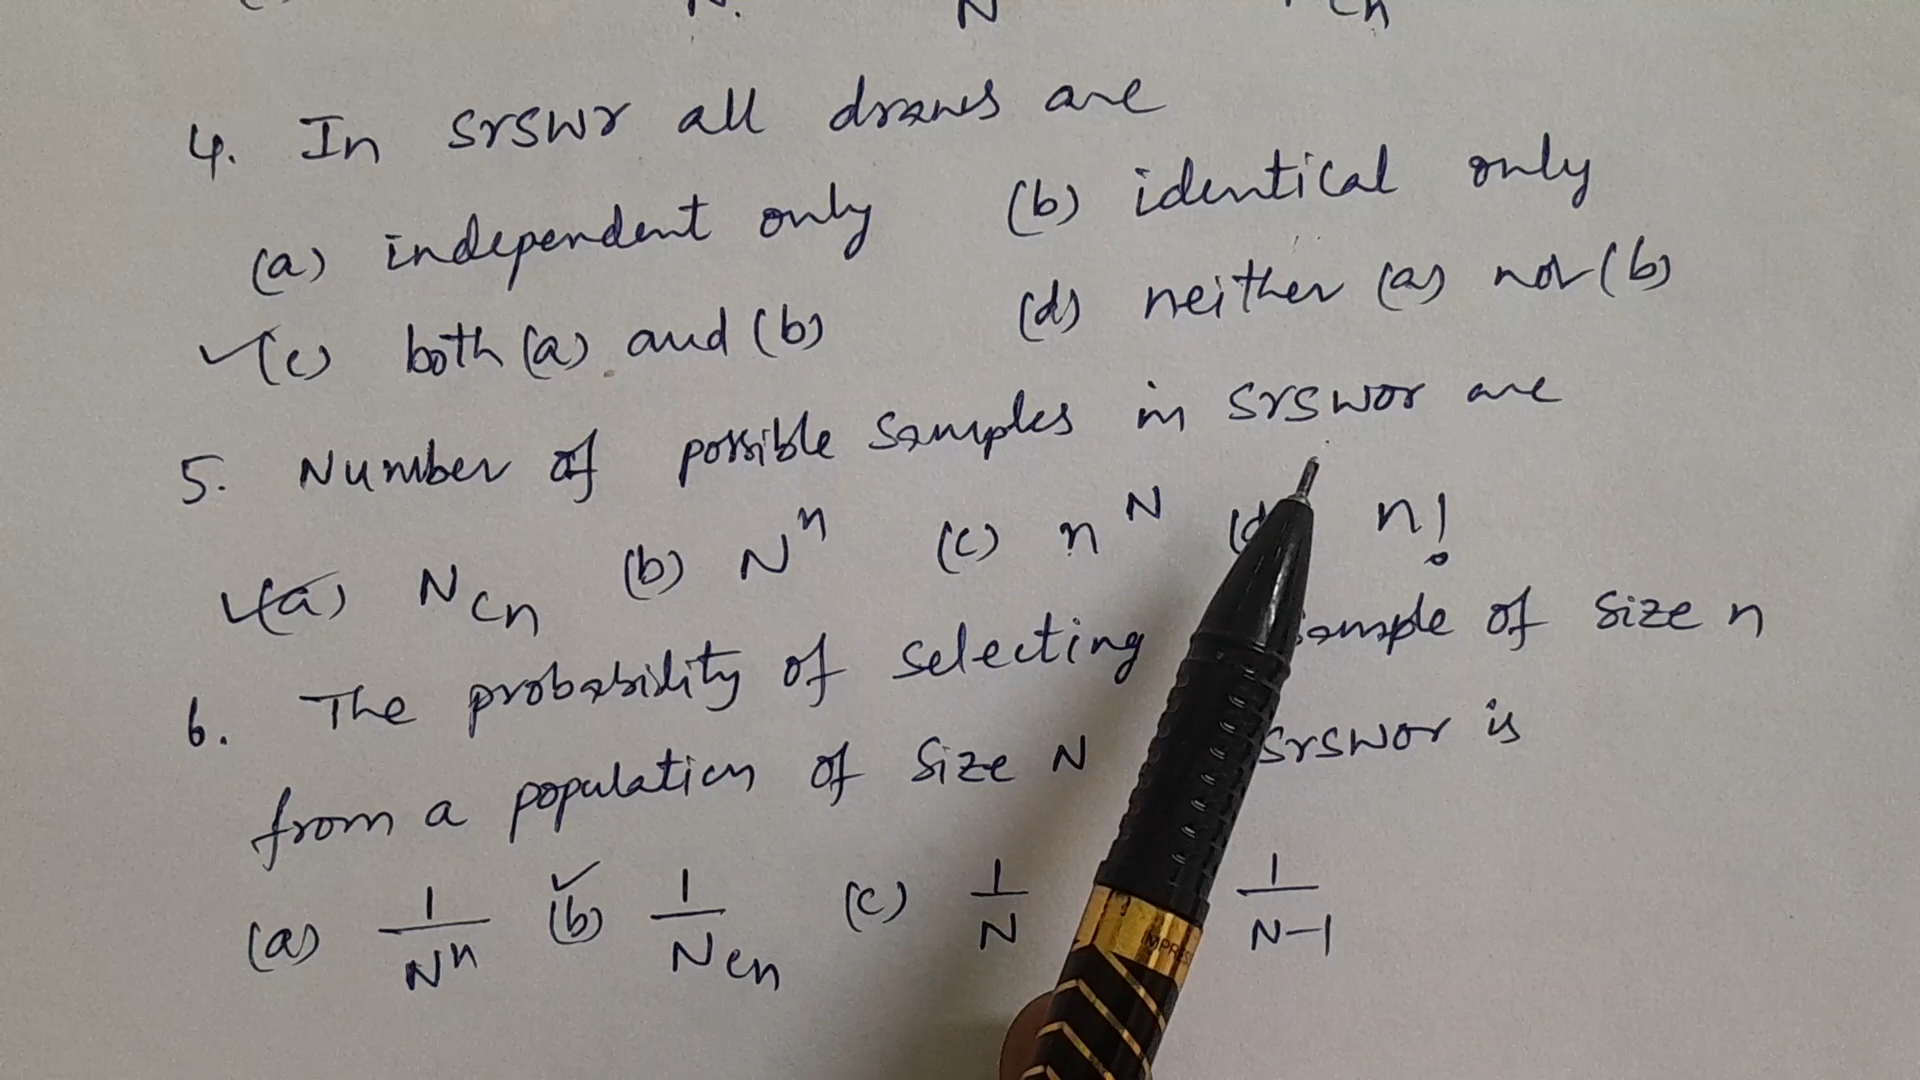 4. In srswr all draws are
(a) independent only (b) identical only
✓(c) both (a) and (b) (d) neither (a) nor (b)
5. Number of possible samples in srswor are
✓(a) Ncn (b) Nⁿ (c) nᴺ (d n!
6. The probability of selecting sample of size n
from a population of size N srswor is
(a) 1/Nⁿ ✓(b) 1/Ncn (c) 1/N 1/N-1